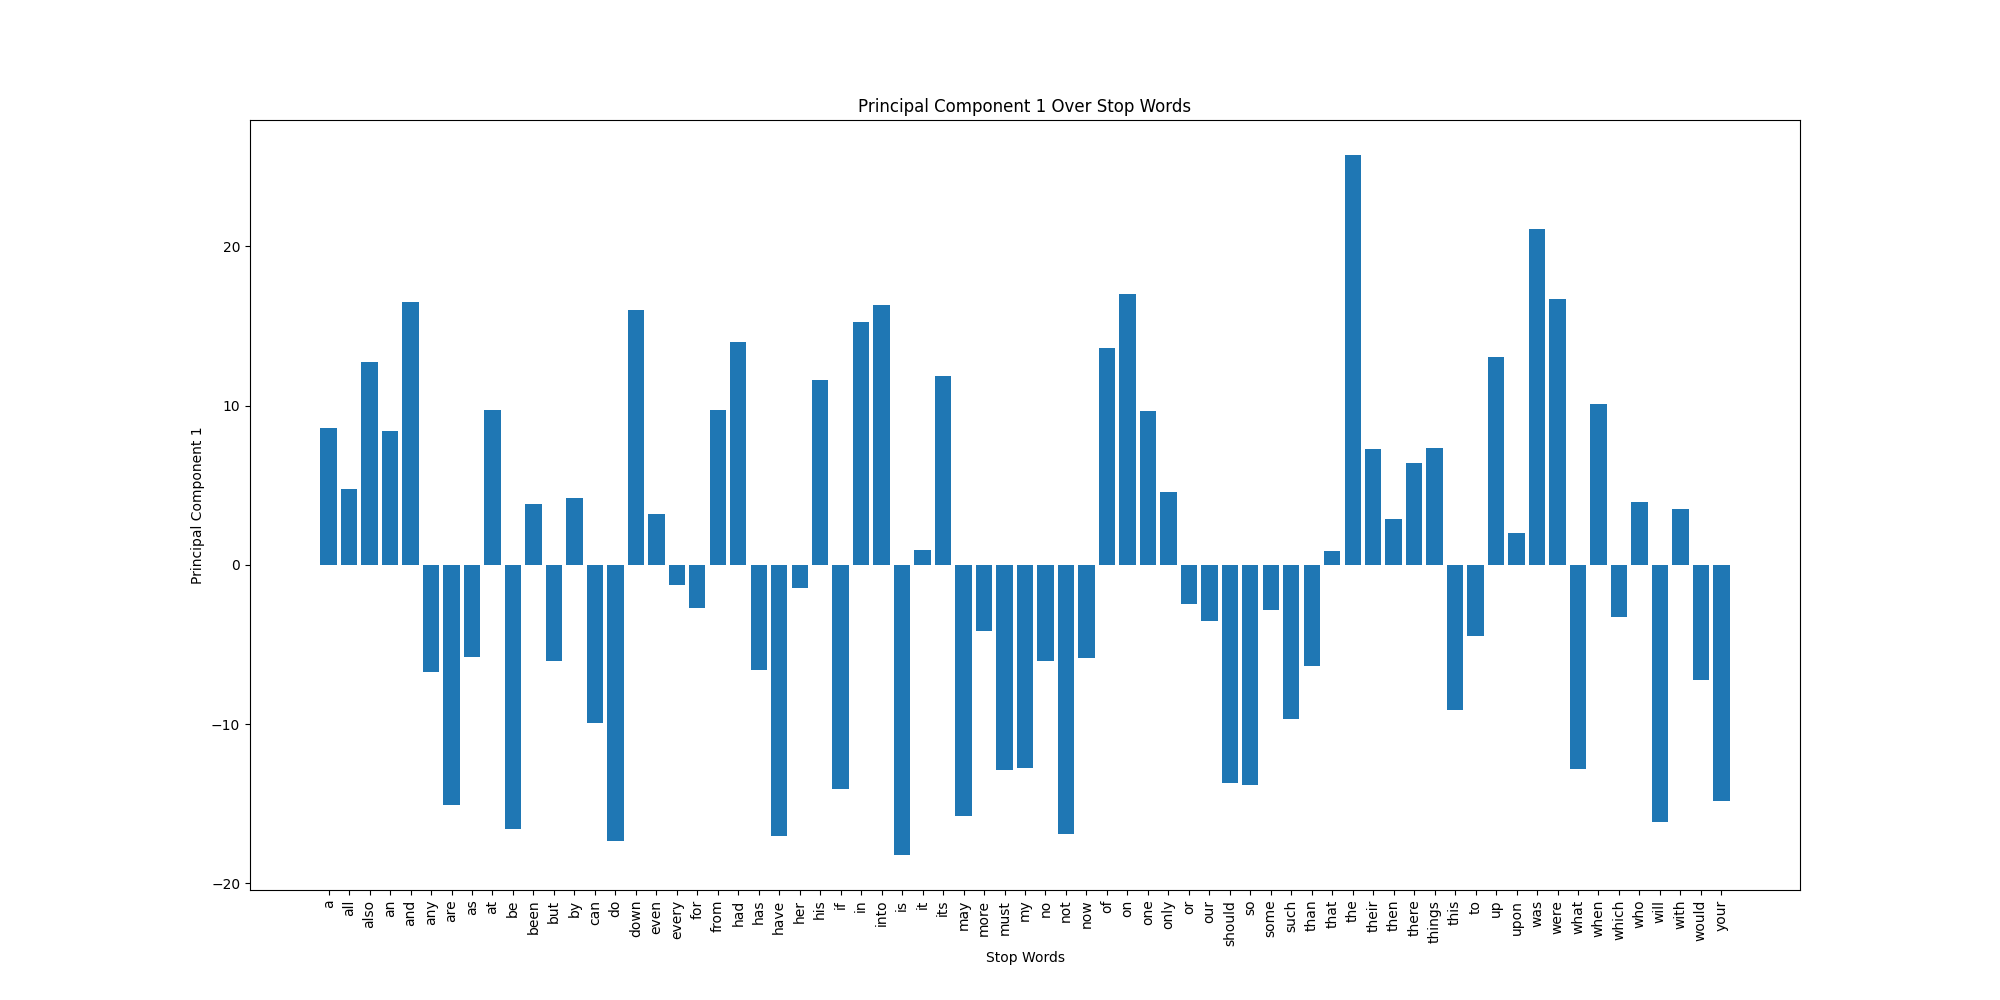 Principal Component 1 Over Stop Words
Principal Component 1
20
10
0
−10
−20
a all also an and any are as at be been but by can do down even every for from had has have her his if in into is it its may more must my no not now of on one only or our should so some such than that the their then there things this to up upon was were what when which who will with would your
Stop Words